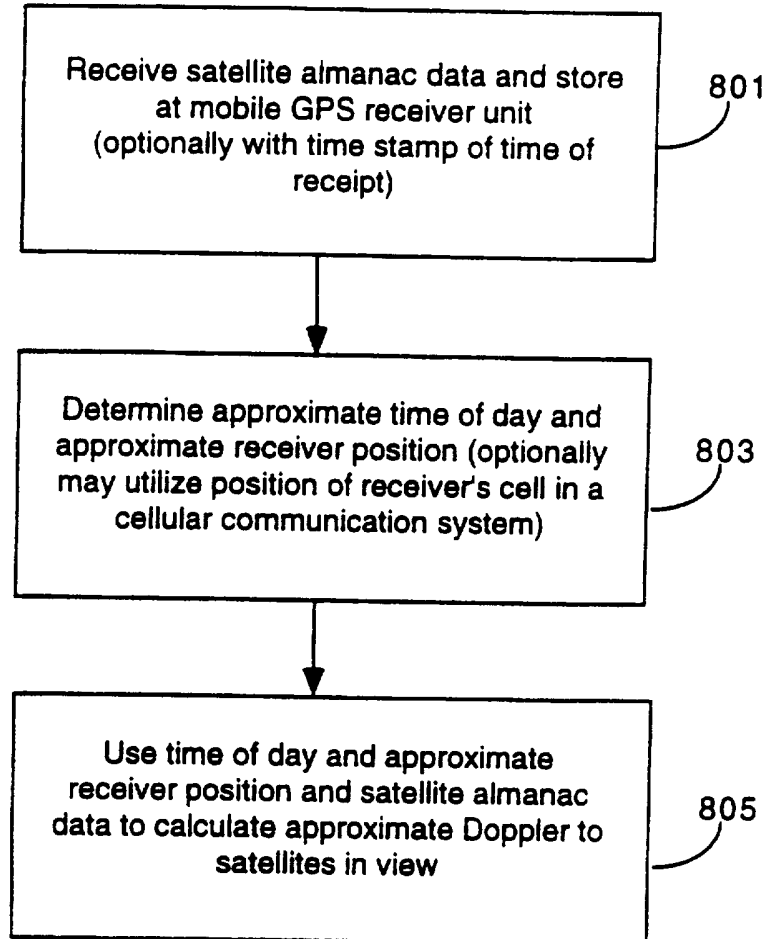 Receive satellite almanac data and store
at mobile GPS receiver unit
(optionally with time stamp of time of
receipt)
801
Determine approximate time of day and
approximate receiver position (optionally
may utilize position of receiver's cell in a
cellular communication system)
803
Use time of day and approximate
receiver position and satellite almanac
data to calculate approximate Doppler to
satellites in view
805